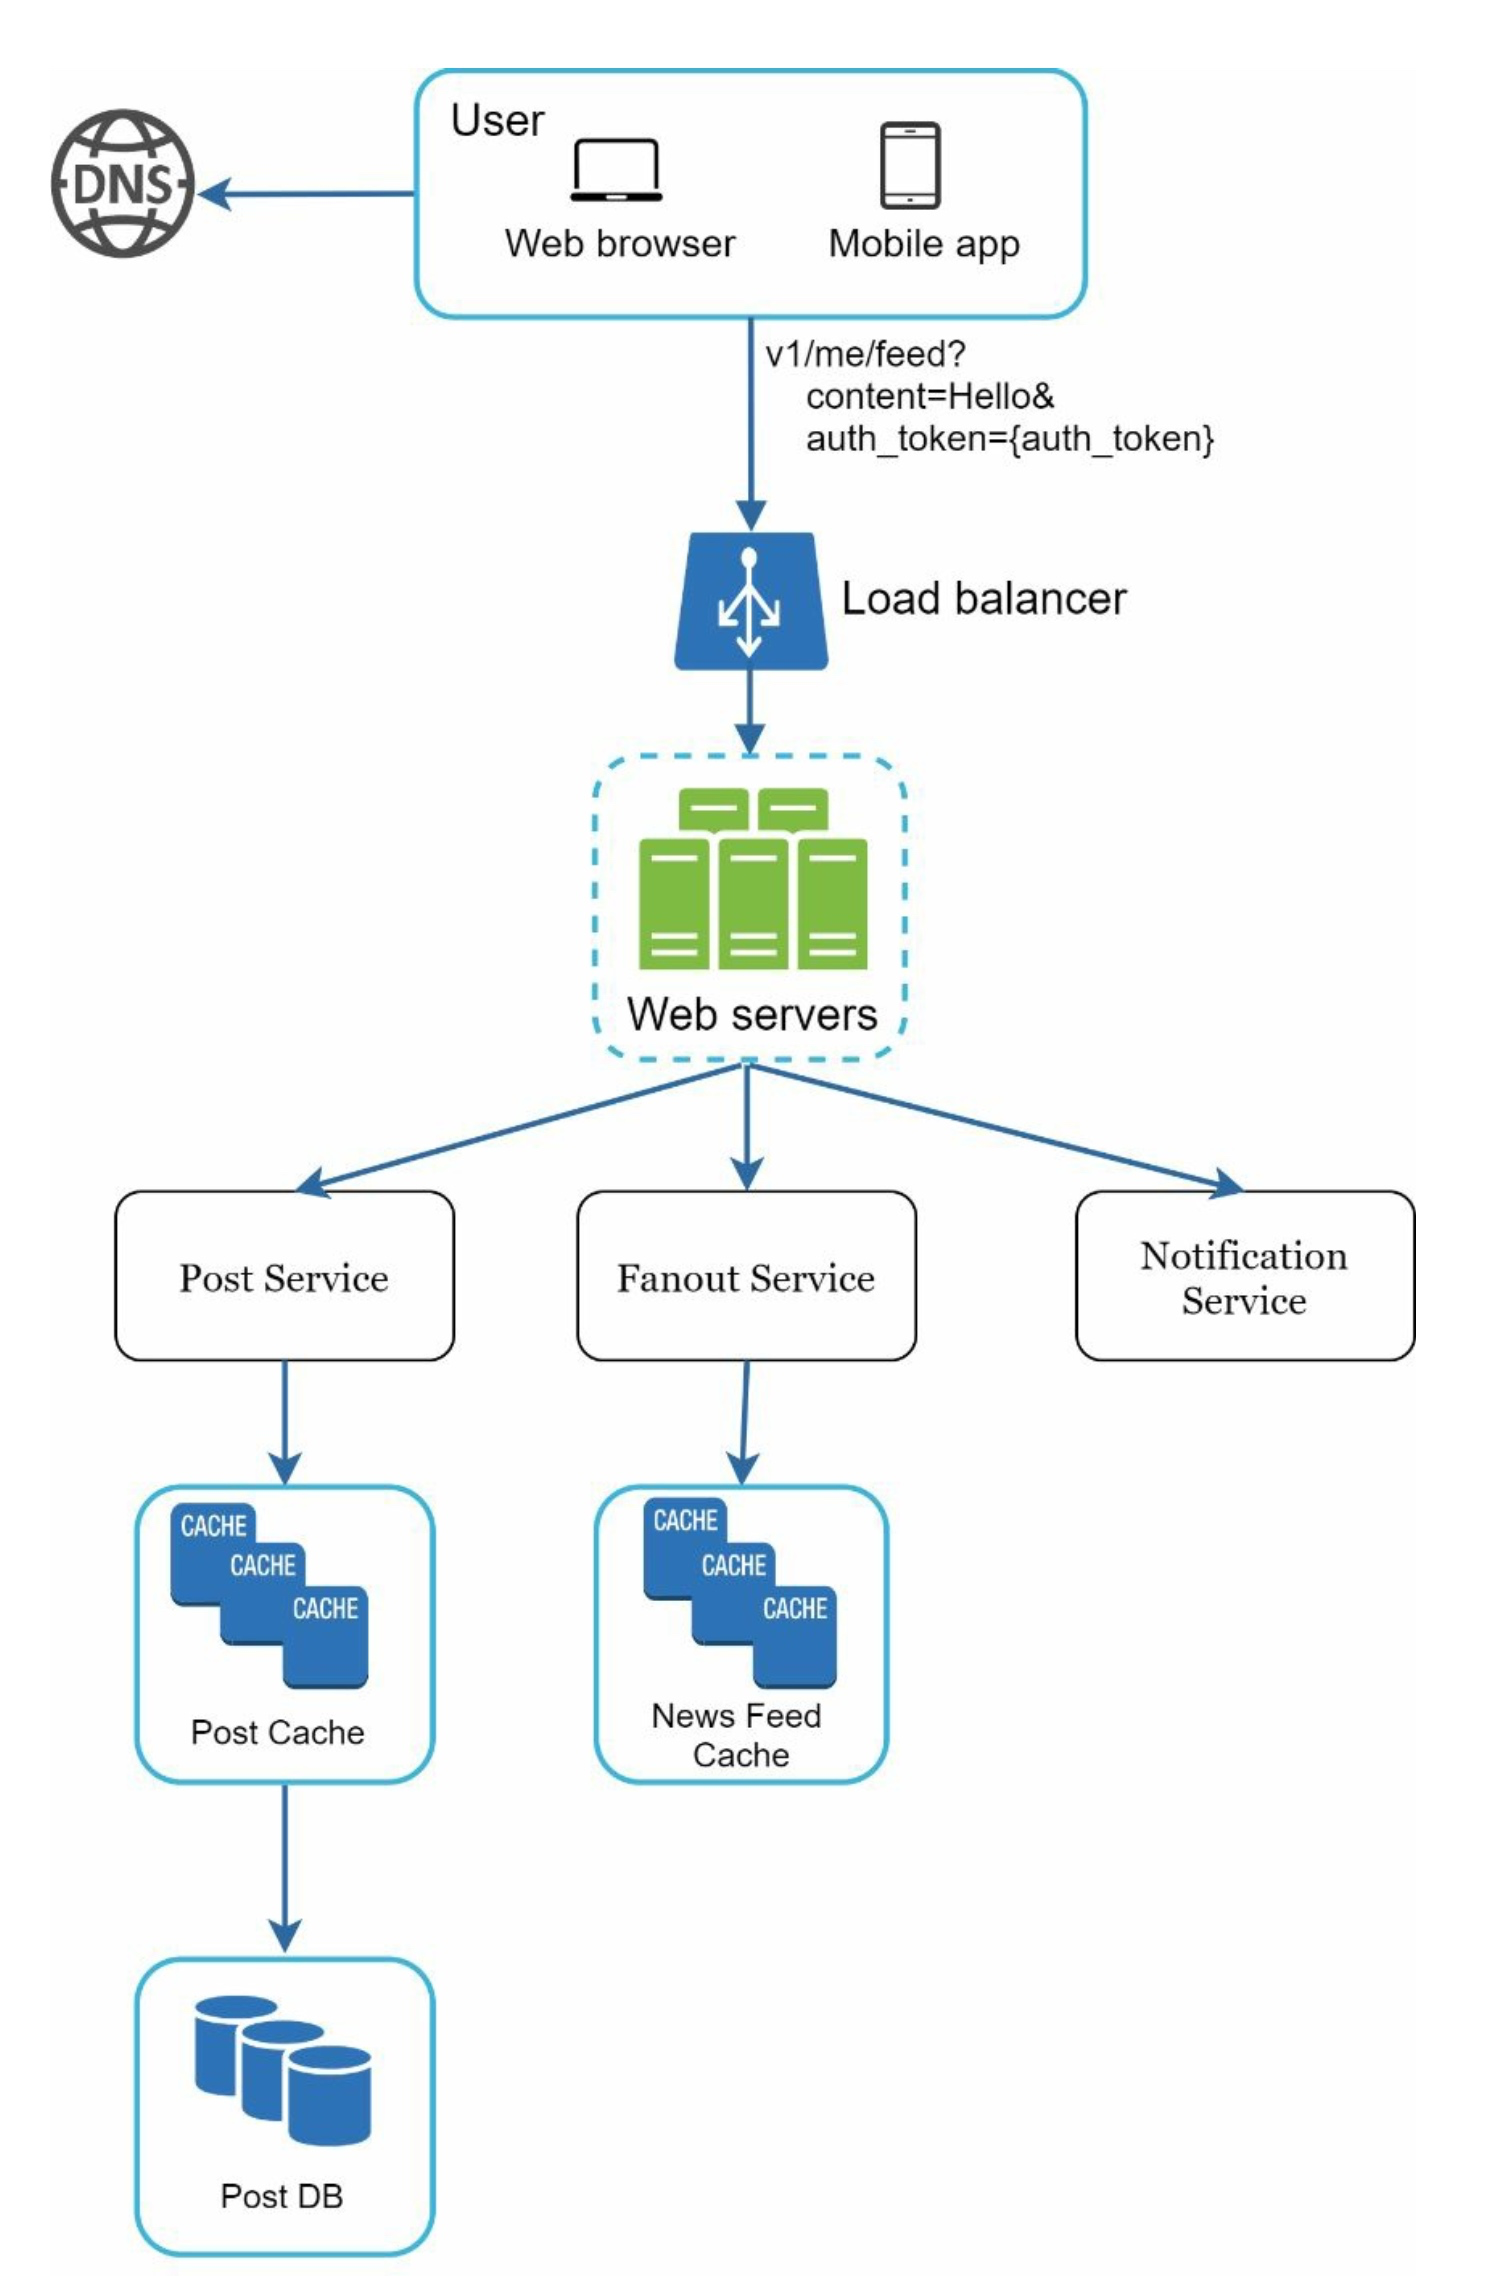 User
DNS
Web browser
Mobile app
v1/me/feed?
content=Hello&
auth_token={auth_token}
Load balancer
Web servers
Post Service
Fanout Service
Notification
Service
CACHE
CACHE
CACHE
Post Cache
CACHE
CACHE
CACHE
News Feed
Cache
Post DB